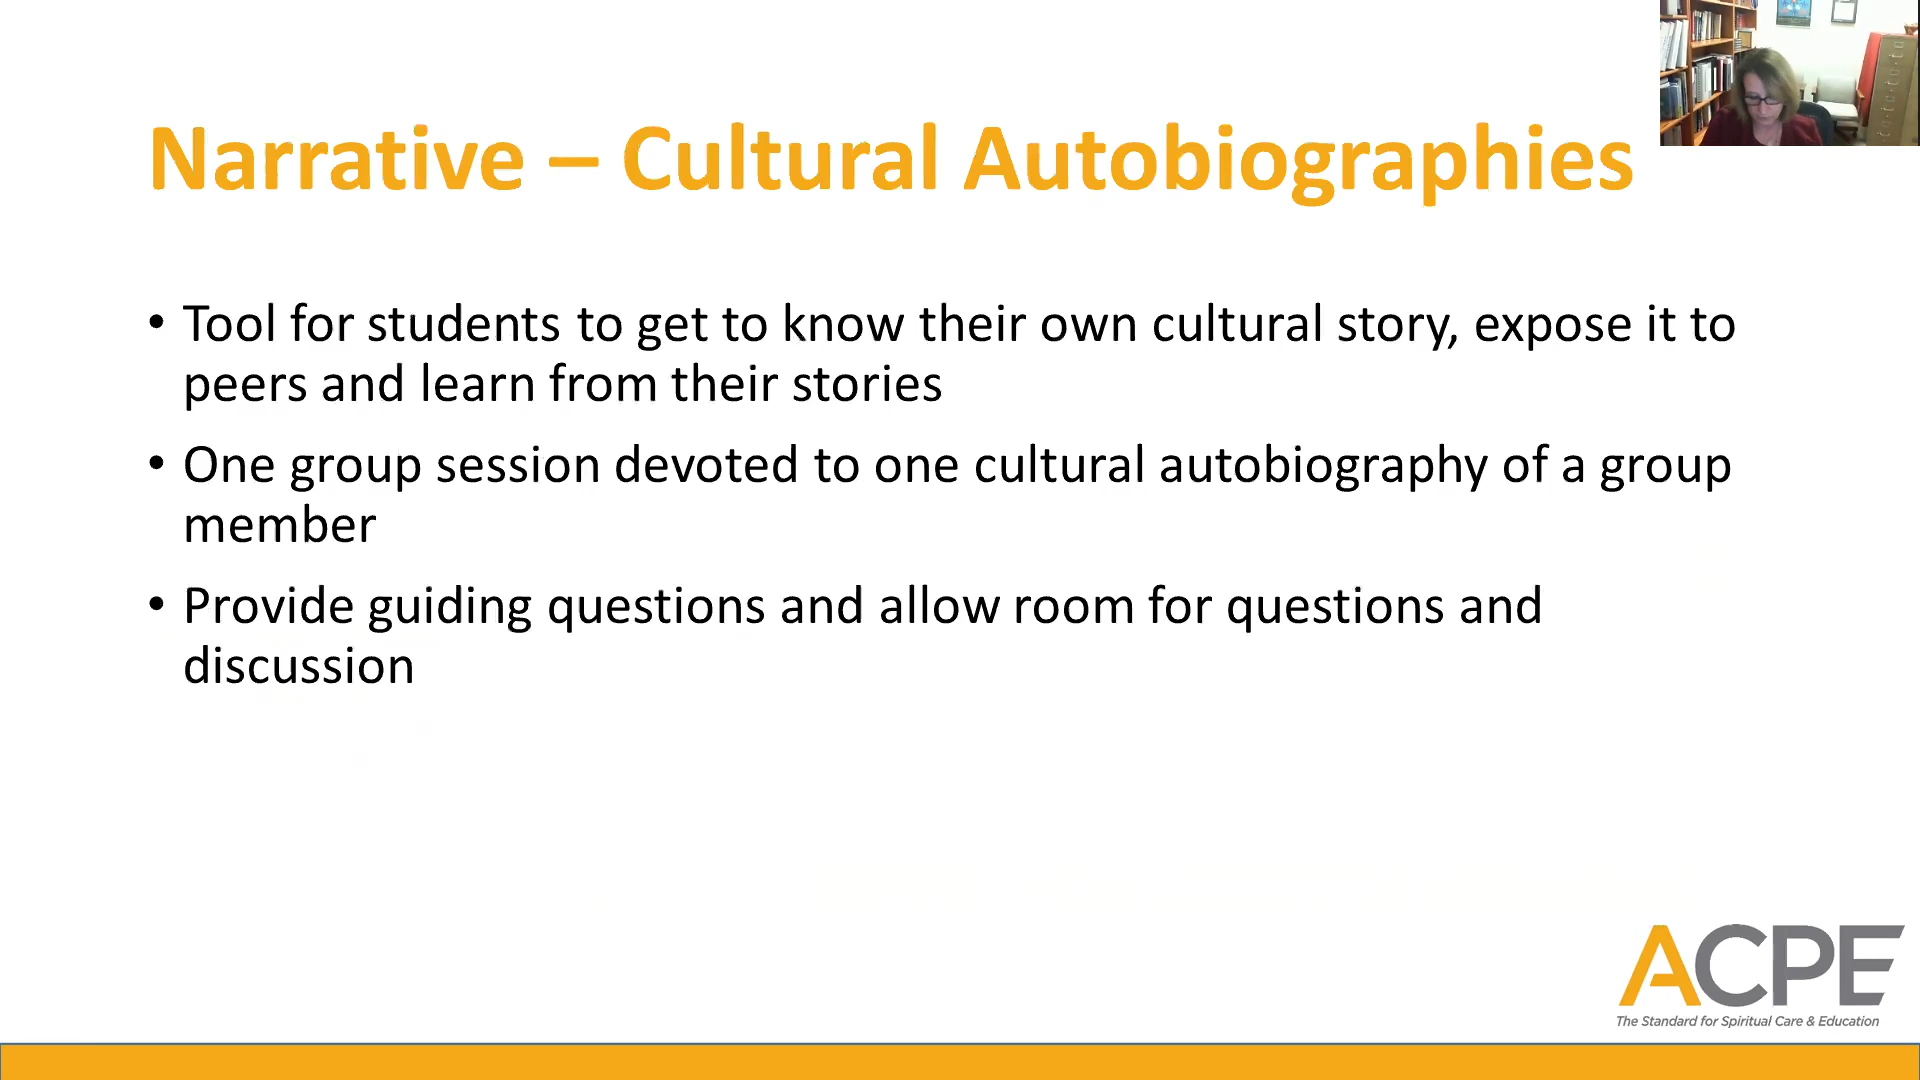 Narrative – Cultural Autobiographies
• Tool for students to get to know their own cultural story, expose it to
peers and learn from their stories
• One group session devoted to one cultural autobiography of a group
member
• Provide guiding questions and allow room for questions and
discussion
ACPE
The Standard for Spiritual Care & Education